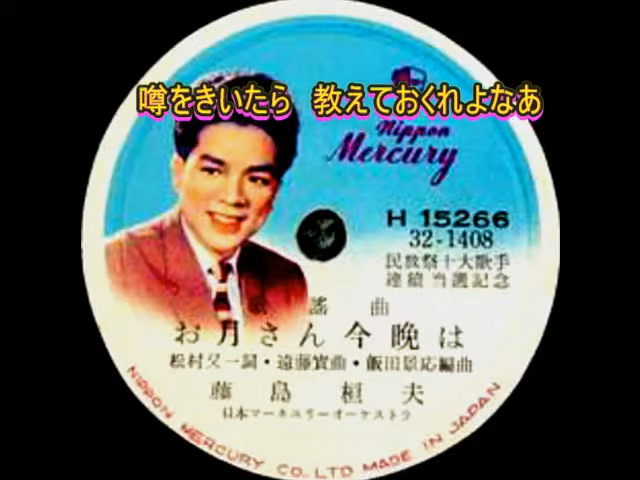 噂をきいたら　教えておくれよなあ
Nippon
Mercury
H 15266
32-1408
民放祭十大歌手
連続当選記念
歌謡曲
お月さん今晩は
松村又一詞・遠藤實曲・飯田景応編曲
藤島桓夫
日本マーキュリーオーケストラ
NIPPON MERCURY CO., LTD MADE IN JAPAN